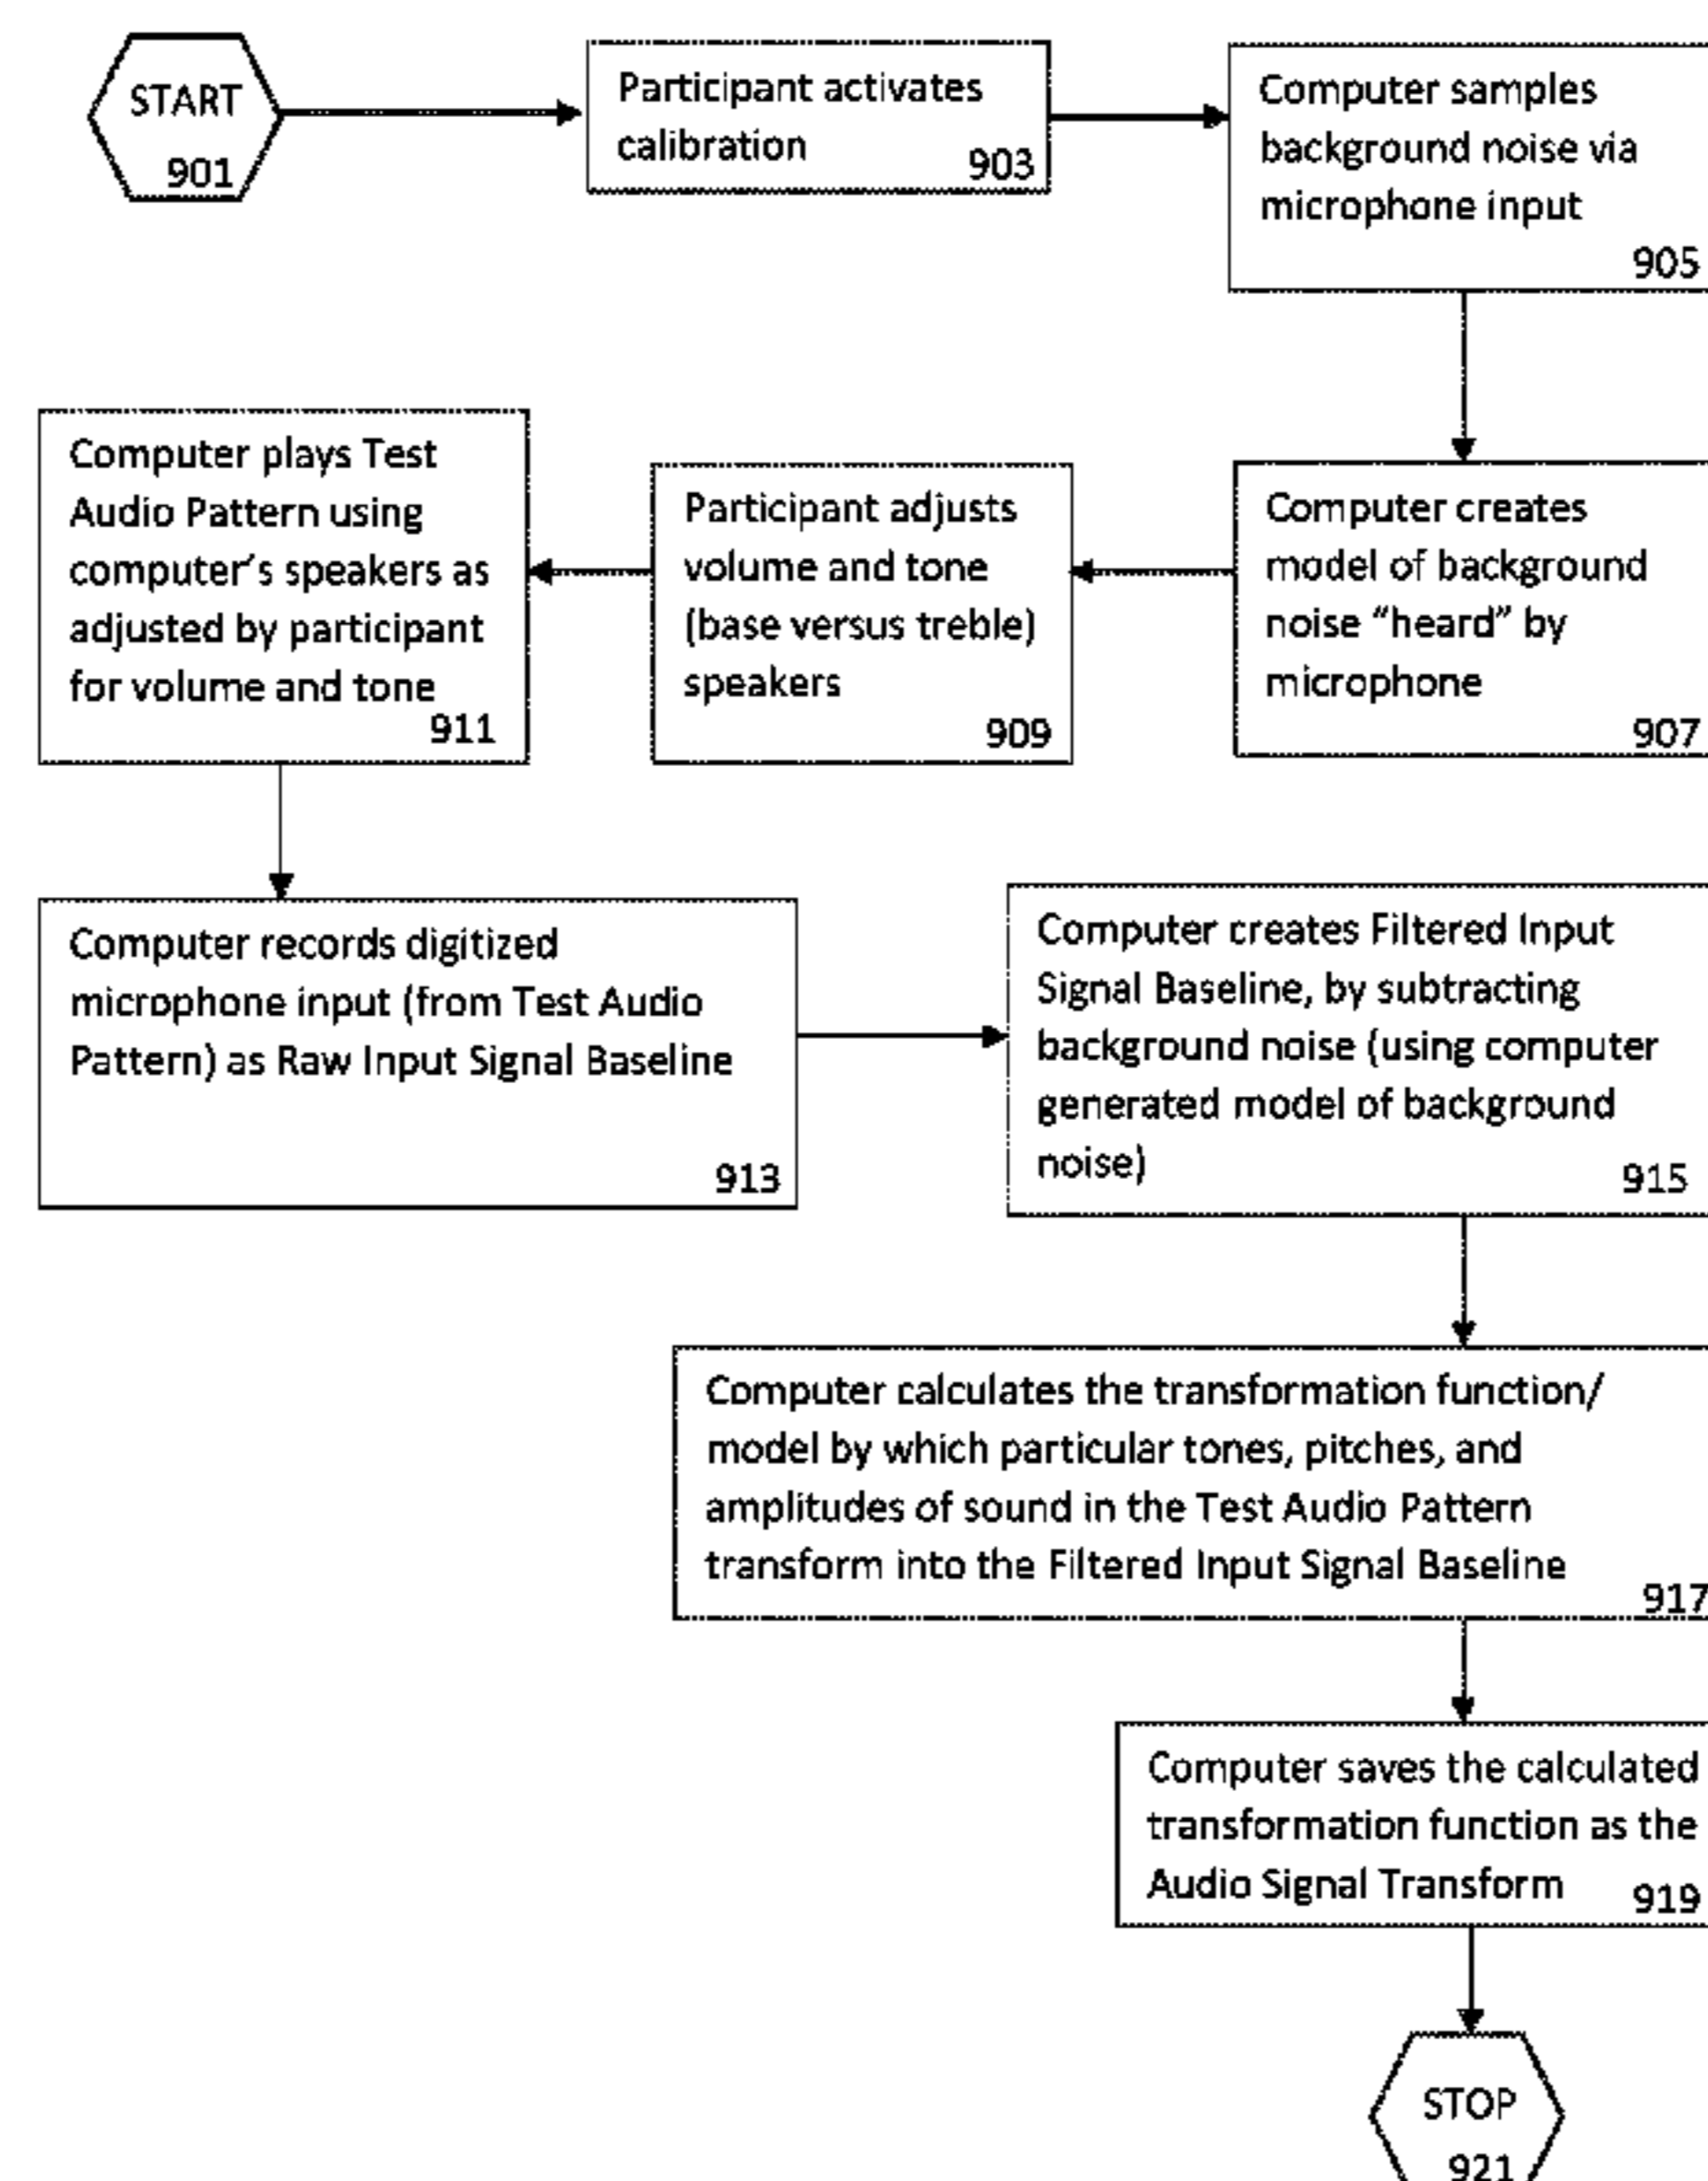 START
901
Participant activates
calibration
903
Computer samples
background noise via
microphone input
905
Computer creates
model of background
noise “heard” by
microphone
907
Participant adjusts
volume and tone
(base versus treble)
speakers
909
Computer plays Test
Audio Pattern using
computer’s speakers as
adjusted by participant
for volume and tone
911
Computer records digitized
microphone input (from Test Audio
Pattern) as Raw Input Signal Baseline
913
Computer creates Filtered Input
Signal Baseline, by subtracting
background noise (using computer
generated model of background
noise)
915
Computer calculates the transformation function/
model by which particular tones, pitches, and
amplitudes of sound in the Test Audio Pattern
transform into the Filtered Input Signal Baseline
917
Computer saves the calculated
transformation function as the
Audio Signal Transform
919
STOP
921